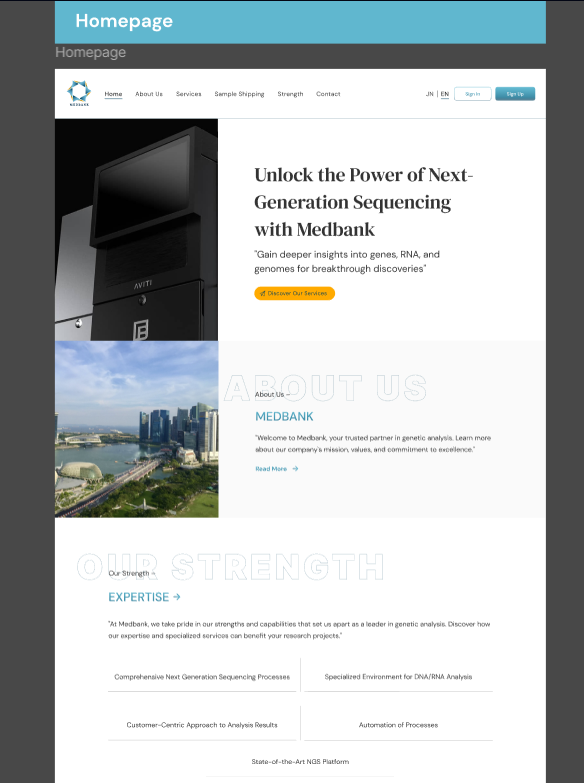 Homepage
Homepage
MEDBANK
Home About Us Services Sample Shipping Strength Contact JN | EN Sign In Sign Up
Unlock the Power of Next-
Generation Sequencing
with Medbank
"Gain deeper insights into genes, RNA, and
genomes for breakthrough discoveries"
Discover Our Services
AVITI
ABOUT US
About Us –
MEDBANK
"Welcome to Medbank, your trusted partner in genetic analysis. Learn more
about our company's mission, values, and commitment to excellence."
Read More →
OUR STRENGTH
Our Strength –
EXPERTISE →
"At Medbank, we take pride in our strengths and capabilities that set us apart as a leader in genetic analysis. Discover how
our expertise and specialized services can benefit your research projects."
Comprehensive Next Generation Sequencing Processes
Specialized Environment for DNA/RNA Analysis
Customer-Centric Approach to Analysis Results
Automation of Processes
State-of-the-Art NGS Platform